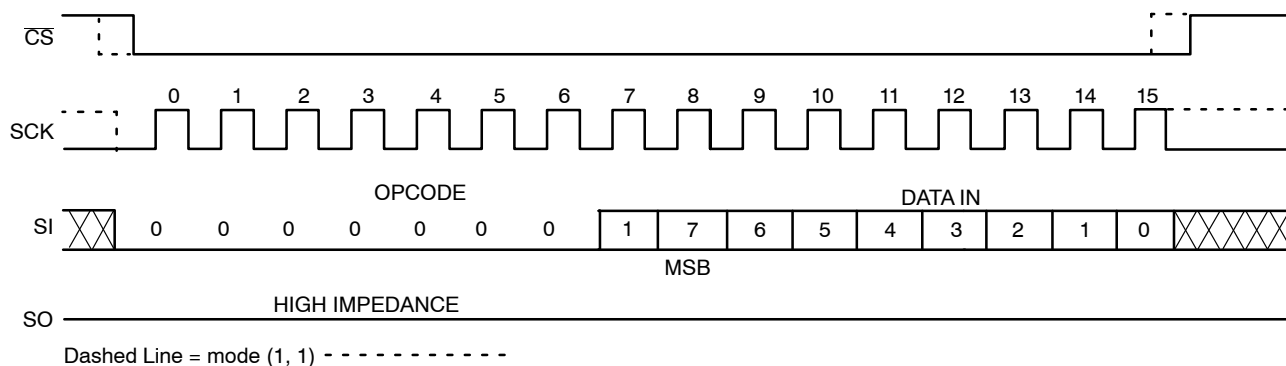 CS
0 1 2 3 4 5 6 7 8 9 10 11 12 13 14 15
SCK
OPCODE
DATA IN
SI 0 0 0 0 0 0 0 1 7 6 5 4 3 2 1 0
MSB
HIGH IMPEDANCE
SO
Dashed Line = mode (1, 1)